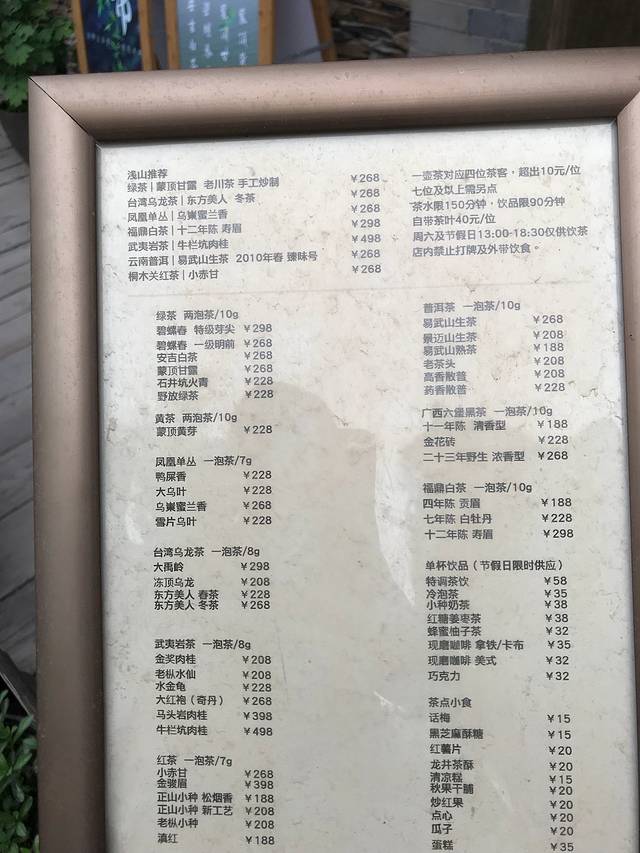 浅山推荐
绿茶|蒙顶甘露 老川茶 手工炒制 ¥268
台湾乌龙茶|东方美人 冬茶 ¥268
凤凰单丛|乌崬蜜兰香 ¥268
福鼎白茶|十二年陈 寿眉 ¥298
武夷岩茶|牛栏坑肉桂 ¥498
云南普洱|易武山生茶 2010年春 臻味号 ¥268
桐木关红茶|小赤甘 ¥268
一壶茶对应四位茶客，超出10元/位
七位及以上需另点
茶水限150分钟，饮品限90分钟
自带茶叶40元/位
周六及节假日13:00-18:30仅供饮茶
店内禁止打牌及外带饮食。
绿茶 两泡茶/10g
碧螺春 特级芽尖 ¥298
碧螺春 一级明前 ¥268
安吉白茶 ¥268
蒙顶甘露 ¥268
石井坑火青 ¥228
野放绿茶 ¥228
黄茶 两泡茶/10g
蒙顶黄芽 ¥228
凤凰单丛 一泡茶/7g
鸭屎香 ¥228
大乌叶 ¥228
乌崬蜜兰香 ¥268
雪片乌叶 ¥228
台湾乌龙茶 一泡茶/8g
大禹岭 ¥298
冻顶乌龙 ¥208
东方美人 春茶 ¥228
东方美人 冬茶 ¥268
武夷岩茶 一泡茶/8g
金奖肉桂 ¥208
老枞水仙 ¥208
水金龟 ¥228
大红袍（奇丹） ¥268
马头岩肉桂 ¥398
牛栏坑肉桂 ¥498
红茶 一泡茶/7g
小赤甘 ¥268
金骏眉 ¥398
正山小种 松烟香 ¥188
正山小种 新工艺 ¥208
老枞小种 ¥208
滇红 ¥188
普洱茶 一泡茶/10g
易武山生茶 ¥268
景迈山生茶 ¥208
易武山熟茶 ¥188
老茶头 ¥208
高香散普 ¥208
药香散普 ¥228
广西六堡黑茶 一泡茶/10g
十一年陈 清香型 ¥188
金花砖 ¥228
二十三年野生 浓香型 ¥268
福鼎白茶 一泡茶/10g
四年陈 贡眉 ¥188
七年陈 白牡丹 ¥228
十二年陈 寿眉 ¥298
单杯饮品（节假日限时供应）
特调茶饮 ¥58
冷泡茶 ¥35
小种奶茶 ¥38
红糖姜枣茶 ¥38
蜂蜜柚子茶 ¥32
现磨咖啡 拿铁/卡布 ¥35
现磨咖啡 美式 ¥32
巧克力 ¥32
茶点小食
话梅 ¥15
黑芝麻酥糖 ¥15
红薯片 ¥20
龙井茶酥 ¥20
清凉糕 ¥15
秋果干脯 ¥20
炒红果 ¥20
点心 ¥20
瓜子 ¥20
蛋糕 ¥35